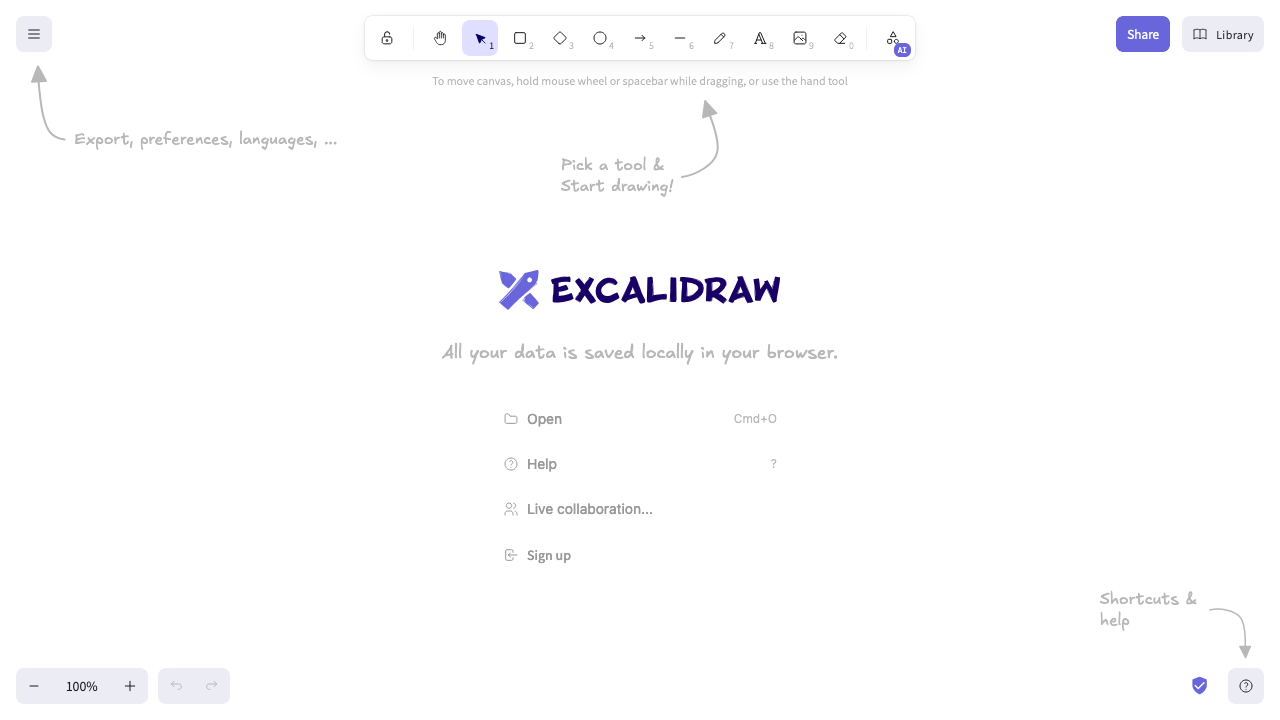 1
2
3
4
5
6
7
A 8
9
0
AI
Share
Library
To move canvas, hold mouse wheel or spacebar while dragging, or use the hand tool
Export, preferences, languages, ...
Pick a tool &
Start drawing!
EXCALIDRAW
All your data is saved locally in your browser.
Open Cmd+O
Help ?
Live collaboration...
Sign up
Shortcuts &
help
− 100% +